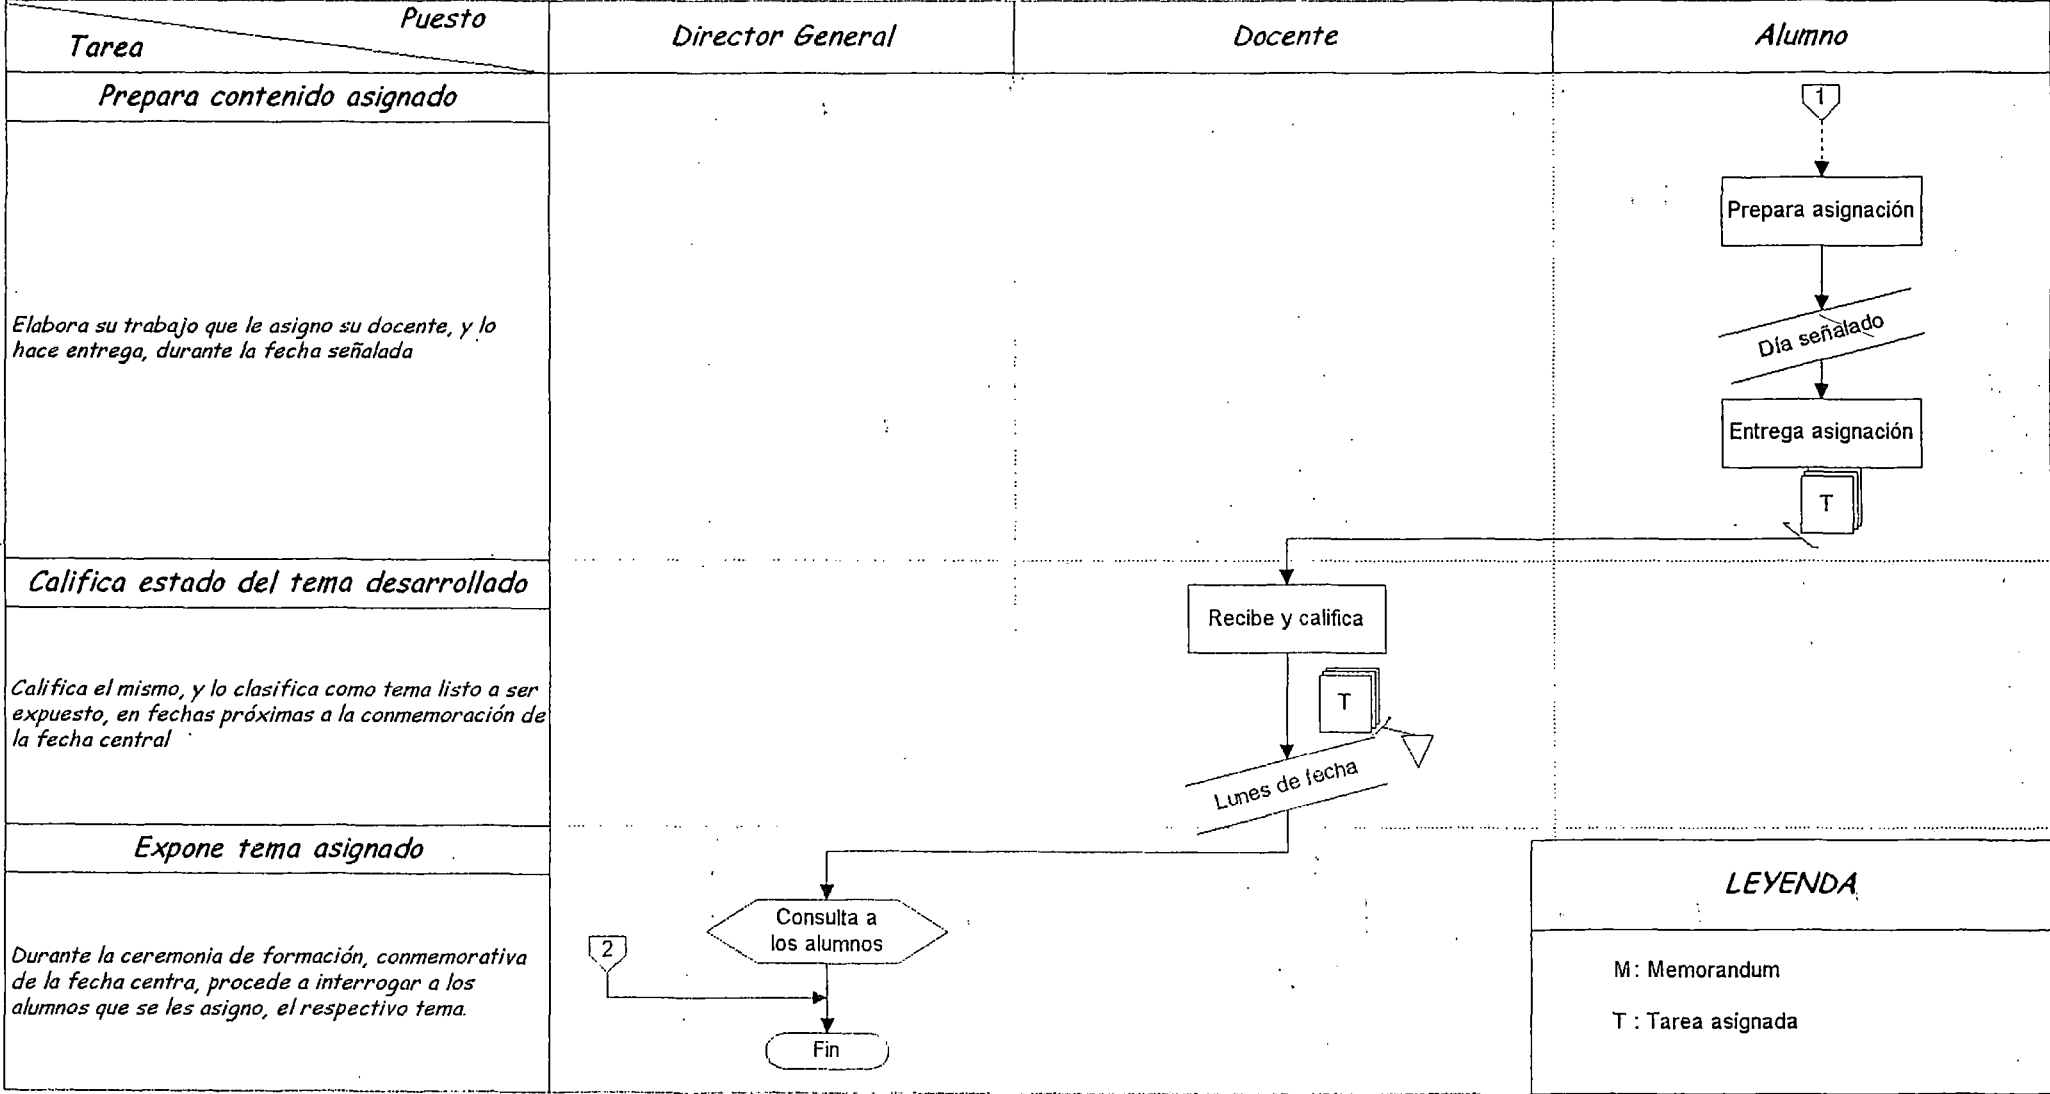 Puesto
Tarea
Director General
Docente
Alumno
Prepara contenido asignado
1
Prepara asignación
Elabora su trabajo que le asigno su docente, y lo
hace entrega, durante la fecha señalada
Día señalado
Entrega asignación
T
Califica estado del tema desarrollado
Recibe y califica
Califica el mismo, y lo clasifica como tema listo a ser
expuesto, en fechas próximas a la conmemoración de
la fecha central
T
Lunes de fecha
Expone tema asignado
Consulta a
los alumnos
2
Durante la ceremonia de formación, conmemorativa
de la fecha centra, procede a interrogar a los
alumnos que se les asigno, el respectivo tema.
Fin
LEYENDA
M: Memorandum
T : Tarea asignada